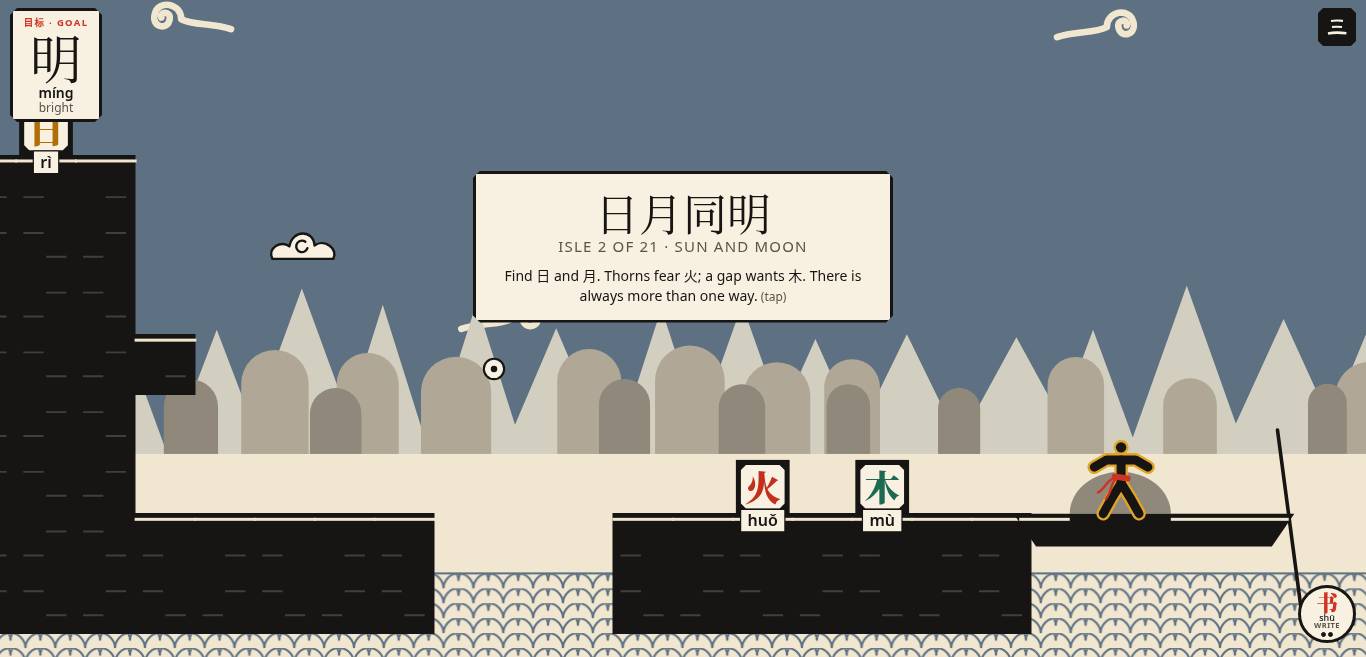 目标 · GOAL
明
míng
bright
日
rì
三
日月同明
ISLE 2 OF 21 · SUN AND MOON
Find 日 and 月. Thorns fear 火; a gap wants 木. There is
always more than one way. (tap)
火
huǒ
木
mù
书
shū
WRITE